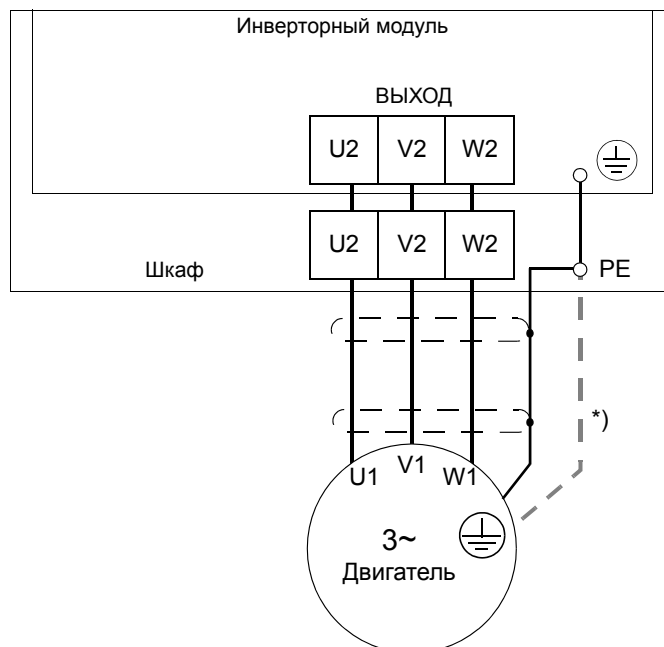 Инверторный модуль
ВЫХОД
U2 V2 W2
U2 V2 W2
Шкаф
PE
*)
U1 V1 W1
3~
Двигатель